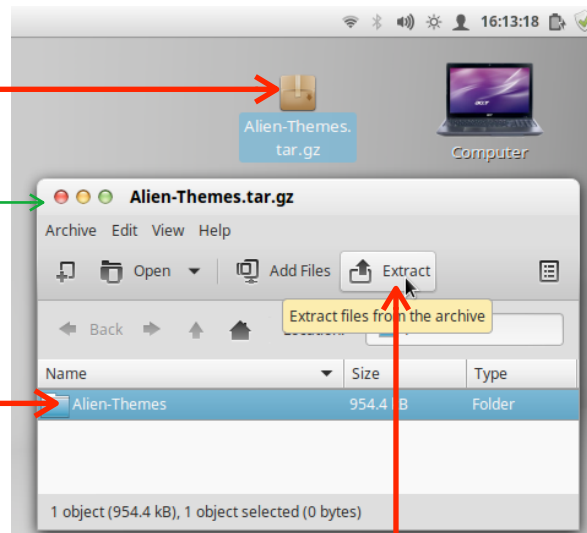 16:13:18
Alien-Themes.
tar.gz
Computer
Alien-Themes.tar.gz
Archive Edit View Help
Open Add Files Extract
Extract files from the archive
Back
Name Size Type
Alien-Themes 954.4 Folder
1 object (954.4 kB), 1 object selected (0 bytes)